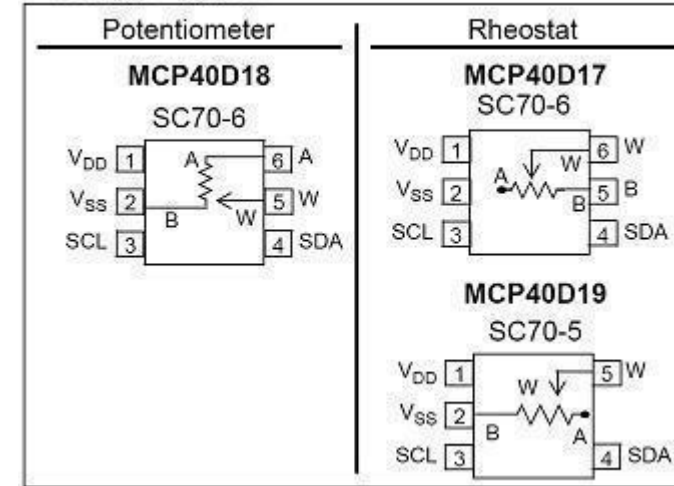 Potentiometer
MCP40D18
SC70-6
VDD 1 A 6 A
VSS 2 B W 5 W
SCL 3 4 SDA
Rheostat
MCP40D17
SC70-6
VDD 1 W 6 W
VSS 2 A B 5 B
SCL 3 4 SDA
MCP40D19
SC70-5
VDD 1 W 5 W
VSS 2 B A
SCL 3 4 SDA